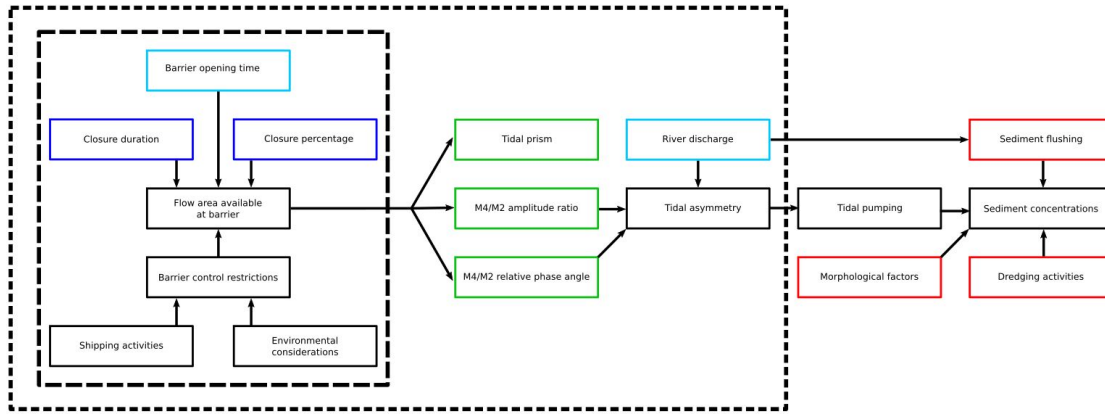 Barrier opening time
Closure duration
Closure percentage
Tidal prism
River discharge
Sediment flushing
Flow area available
at barrier
M4/M2 amplitude ratio
Tidal asymmetry
Tidal pumping
Sediment concentrations
Barrier control restrictions
M4/M2 relative phase angle
Morphological factors
Dredging activities
Shipping activities
Environmental
considerations